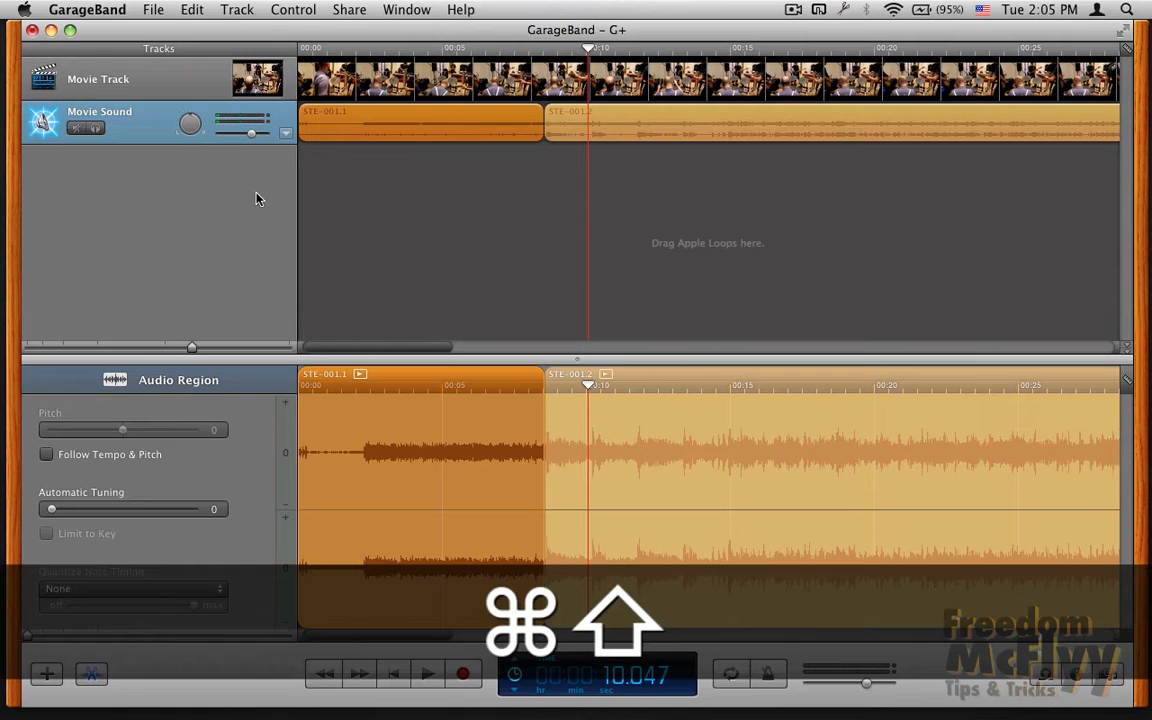 GarageBand File Edit Track Control Share Window Help (95%) Tue 2:05 PM
GarageBand - G+
Tracks 00:00 00:05 00:10 00:15 00:20 00:25
Movie Track
Movie Sound
STE-001.1 STE-001.2
L R
Drag Apple Loops here.
Audio Region
STE-001.1 STE-001.2
00:00 00:05 00:10 00:15 00:20 00:25
Pitch
0
Follow Tempo & Pitch
Automatic Tuning
0
Limit to Key
Quantize Note Timing
None
off max
+
0
-
+
0
⌘ ⇧
00:00:10.047
hr min sec
Freedom
McFlyy
Tips & Tricks